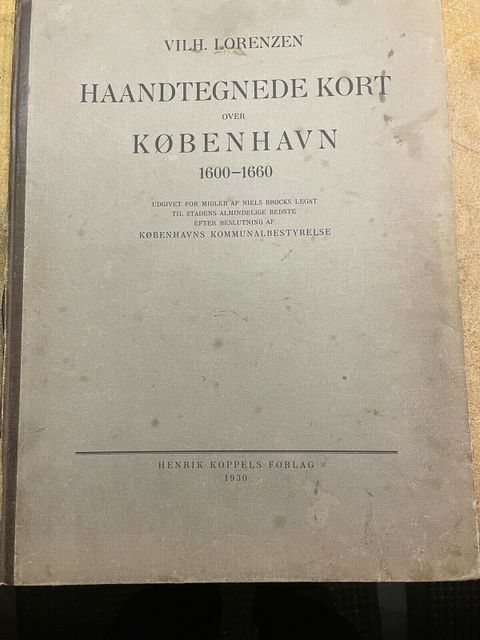 VILH. LORENZEN
HAANDTEGNEDE KORT
OVER
KØBENHAVN
1600–1660
UDGIVET FOR MIDLER AF NIELS BROCKS LEGAT
TIL STADENS ALMINDELIGE BEDSTE
EFTER BESLUTNING AF
KØBENHAVNS KOMMUNALBESTYRELSE
HENRIK KOPPELS FORLAG
1930